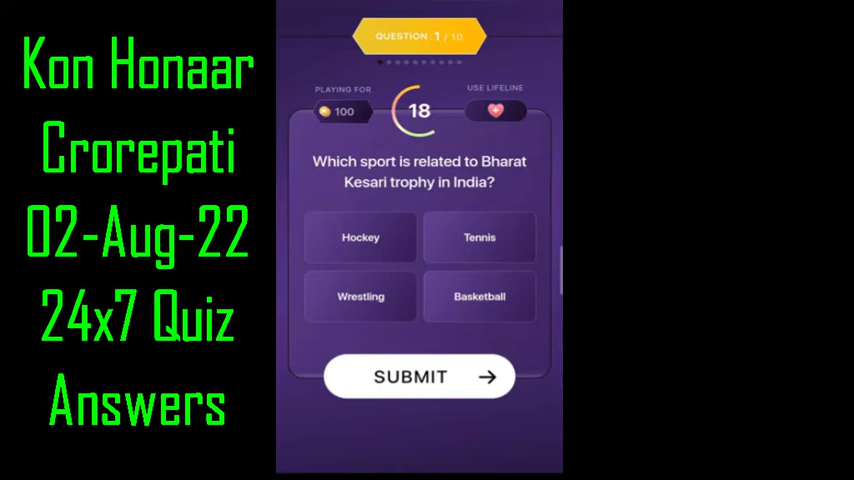 Kon Honaar
Crorepati
02-Aug-22
24x7 Quiz
Answers
QUESTION : 1 / 10
PLAYING FOR
100
18
USE LIFELINE
Which sport is related to Bharat
Kesari trophy in India?
Hockey
Tennis
Wrestling
Basketball
SUBMIT